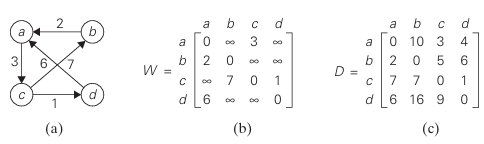 a 2 b
3 6 7
c 1 d
(a)
a b c d
W =
a 0 ∞ 3 ∞
b 2 0 ∞ ∞
c ∞ 7 0 1
d 6 ∞ ∞ 0
(b)
a b c d
D =
a 0 10 3 4
b 2 0 5 6
c 7 7 0 1
d 6 16 9 0
(c)